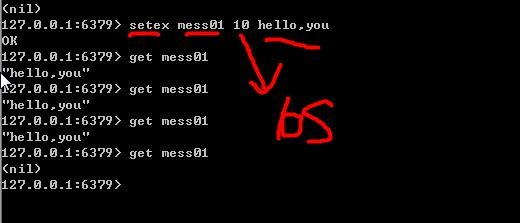 (nil)
127.0.0.1:6379> setex mess01 10 hello,you
OK
127.0.0.1:6379> get mess01
"hello,you"
127.0.0.1:6379> get mess01
"hello,you"
127.0.0.1:6379> get mess01
"hello,you"
127.0.0.1:6379> get mess01
(nil)
127.0.0.1:6379>